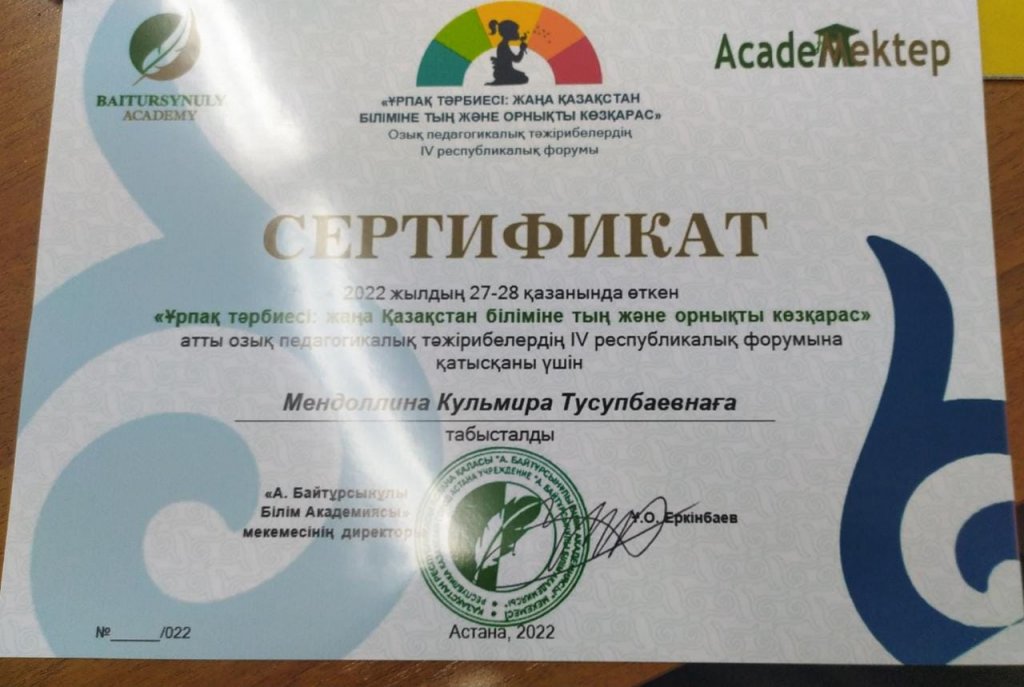 BAITURSYNULY
ACADEMY
AcadeMektep
«ҰРПАҚ ТӘРБИЕСІ: ЖАҢА ҚАЗАҚСТАН
БІЛІМІНЕ ТЫҢ ЖӘНЕ ОРНЫҚТЫ КӨЗҚАРАС»
Озық педагогикалық тәжірибелердің
IV республикалық форумы
СЕРТИФИКАТ
2022 жылдың 27-28 қазанында өткен
«Ұрпақ тәрбиесі: жаңа Қазақстан біліміне тың және орнықты көзқарас»
атты озық педагогикалық тәжірибелердің IV республикалық форумына
қатысқаны үшін
Мендоллина Кульмира Тусупбаевнаға
табысталды
«А. Байтұрсынұлы
Білім Академиясы»
мекемесінің директоры
Ұ.О. Еркінбаев
№______/022
Астана, 2022